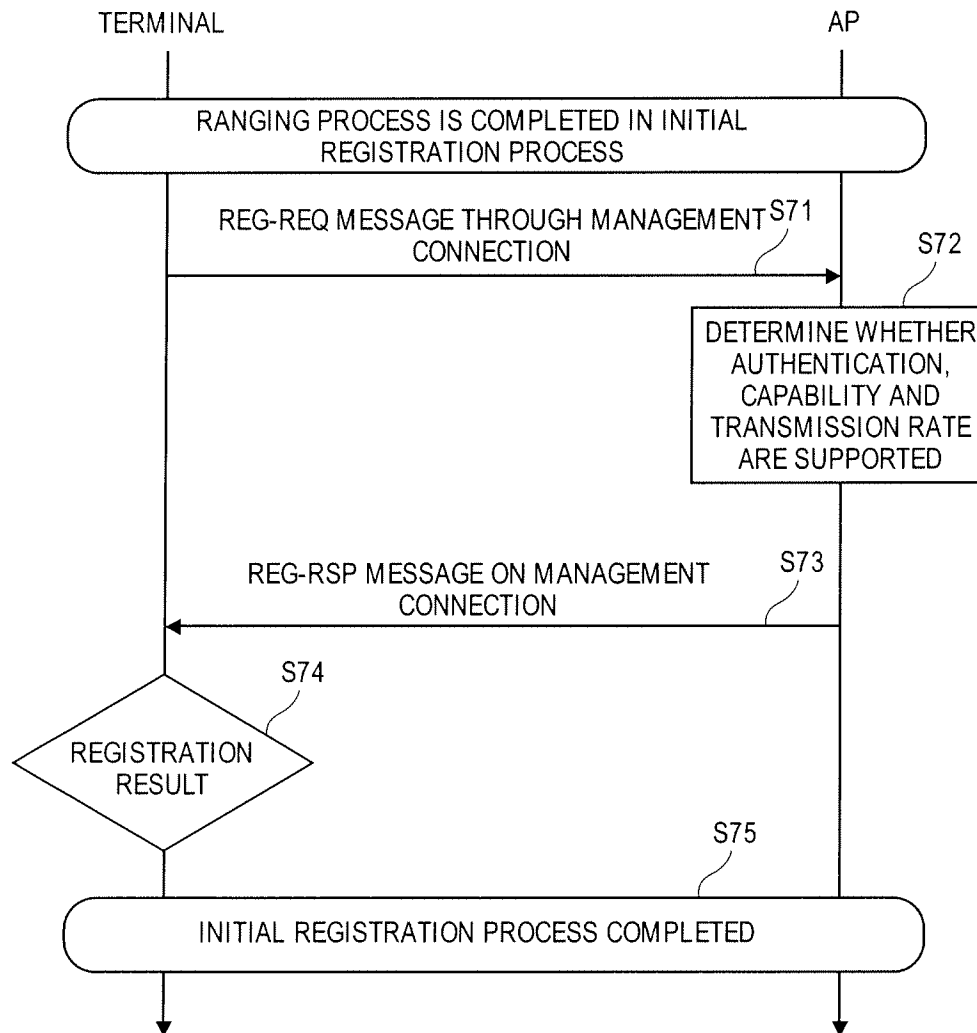 TERMINAL
AP
RANGING PROCESS IS COMPLETED IN INITIAL
REGISTRATION PROCESS
REG-REQ MESSAGE THROUGH MANAGEMENT
CONNECTION
S71
S72
DETERMINE WHETHER
AUTHENTICATION,
CAPABILITY AND
TRANSMISSION RATE
ARE SUPPORTED
REG-RSP MESSAGE ON MANAGEMENT
CONNECTION
S73
S74
REGISTRATION
RESULT
S75
INITIAL REGISTRATION PROCESS COMPLETED